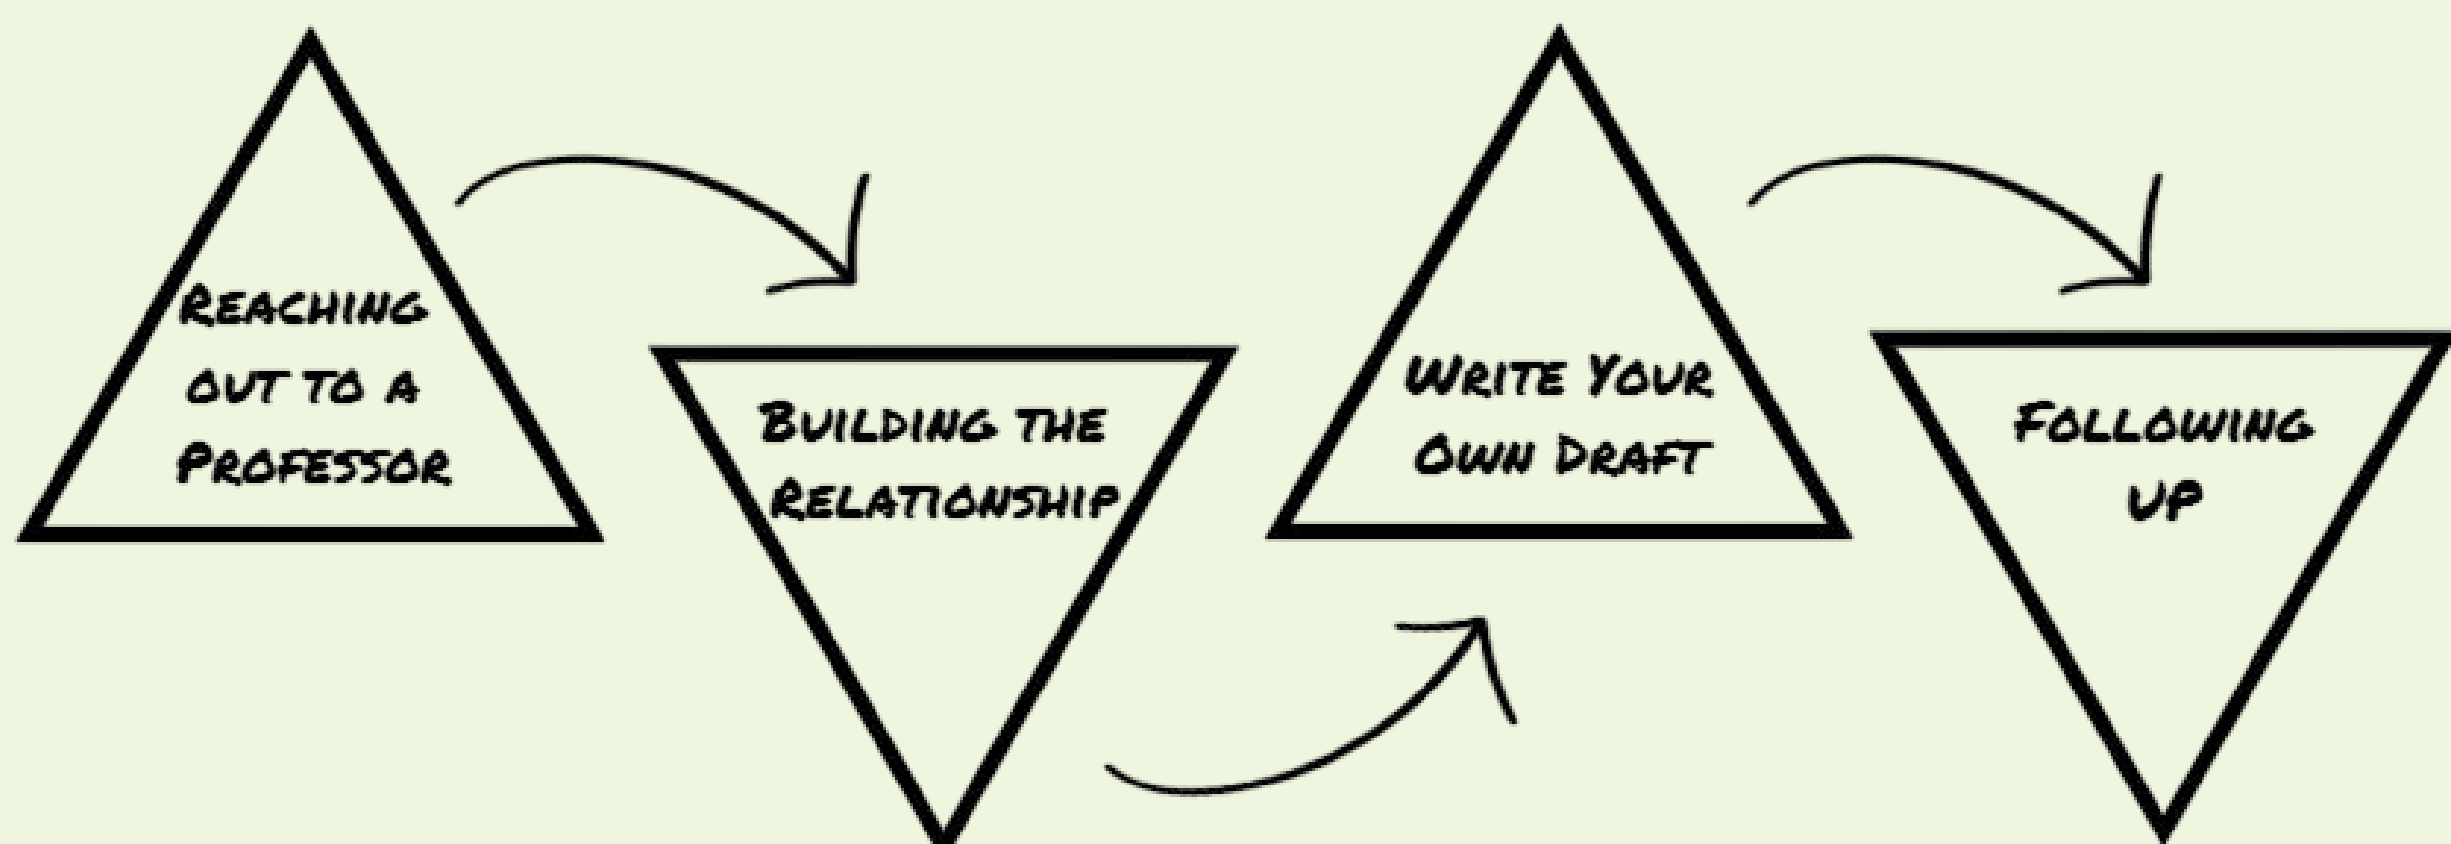 Reaching
out to a
Professor
Building the
Relationship
Write Your
Own Draft
Following
up